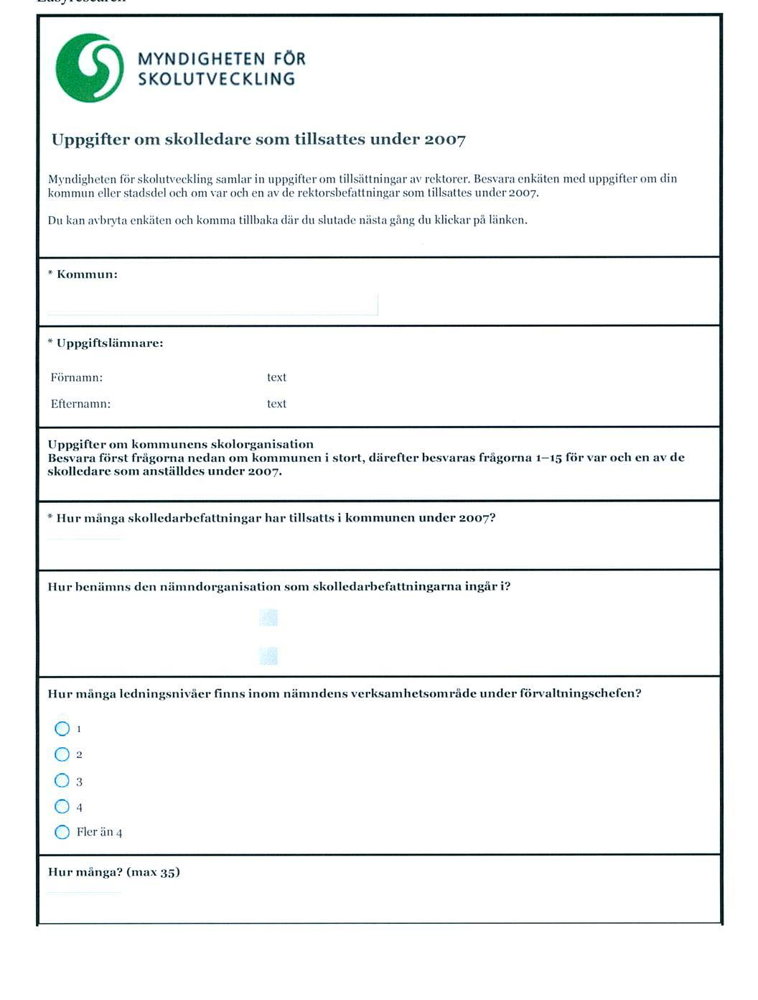 MYNDIGHETEN FÖR
SKOLUTVECKLING
Uppgifter om skolledare som tillsattes under 2007
Myndigheten för skolutveckling samlar in uppgifter om tillsättningar av rektorer. Besvara enkäten med uppgifter om din
kommun eller stadsdel och om var och en av de rektorsbefattningar som tillsattes under 2007.
Du kan avbryta enkäten och komma tillbaka där du slutade nästa gång du klickar på länken.
* Kommun:
* Uppgiftslämnare:
Förnamn: text
Efternamn: text
Uppgifter om kommunens skolorganisation
Besvara först frågorna nedan om kommunen i stort, därefter besvaras frågorna 1–15 för var och en av de
skolledare som anställdes under 2007.
* Hur många skolledarbefattningar har tillsatts i kommunen under 2007?
Hur benämns den nämndorganisation som skolledarbefattningarna ingår i?
Hur många ledningsnivåer finns inom nämndens verksamhetsområde under förvaltningschefen?
1
2
3
4
Fler än 4
Hur många? (max 35)